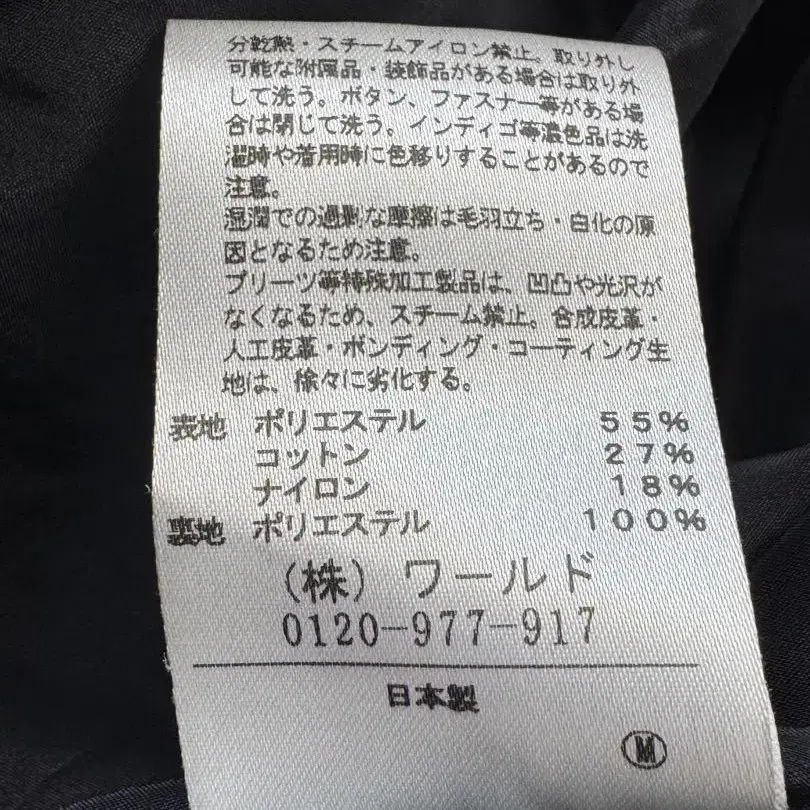 分乾熱・スチームアイロン禁止。取り外し
可能な附属品・装飾品がある場合は取り外
して洗う。ボタン、ファスナー等がある場
合は閉じて洗う。インディゴ等濃色品は洗
濯時や着用時に色移りすることがあるので
注意。
湿潤での過剰な摩擦は毛羽立ち・白化の原
因となるため注意。
プリーツ等特殊加工製品は、凹凸や光沢が
なくなるため、スチーム禁止。合成皮革・
人工皮革・ボンディング・コーティング生
地は、徐々に劣化する。
表地 ポリエステル 55%
コットン 27%
ナイロン 18%
裏地 ポリエステル 100%
(株) ワールド
0120-977-917
日本製
M